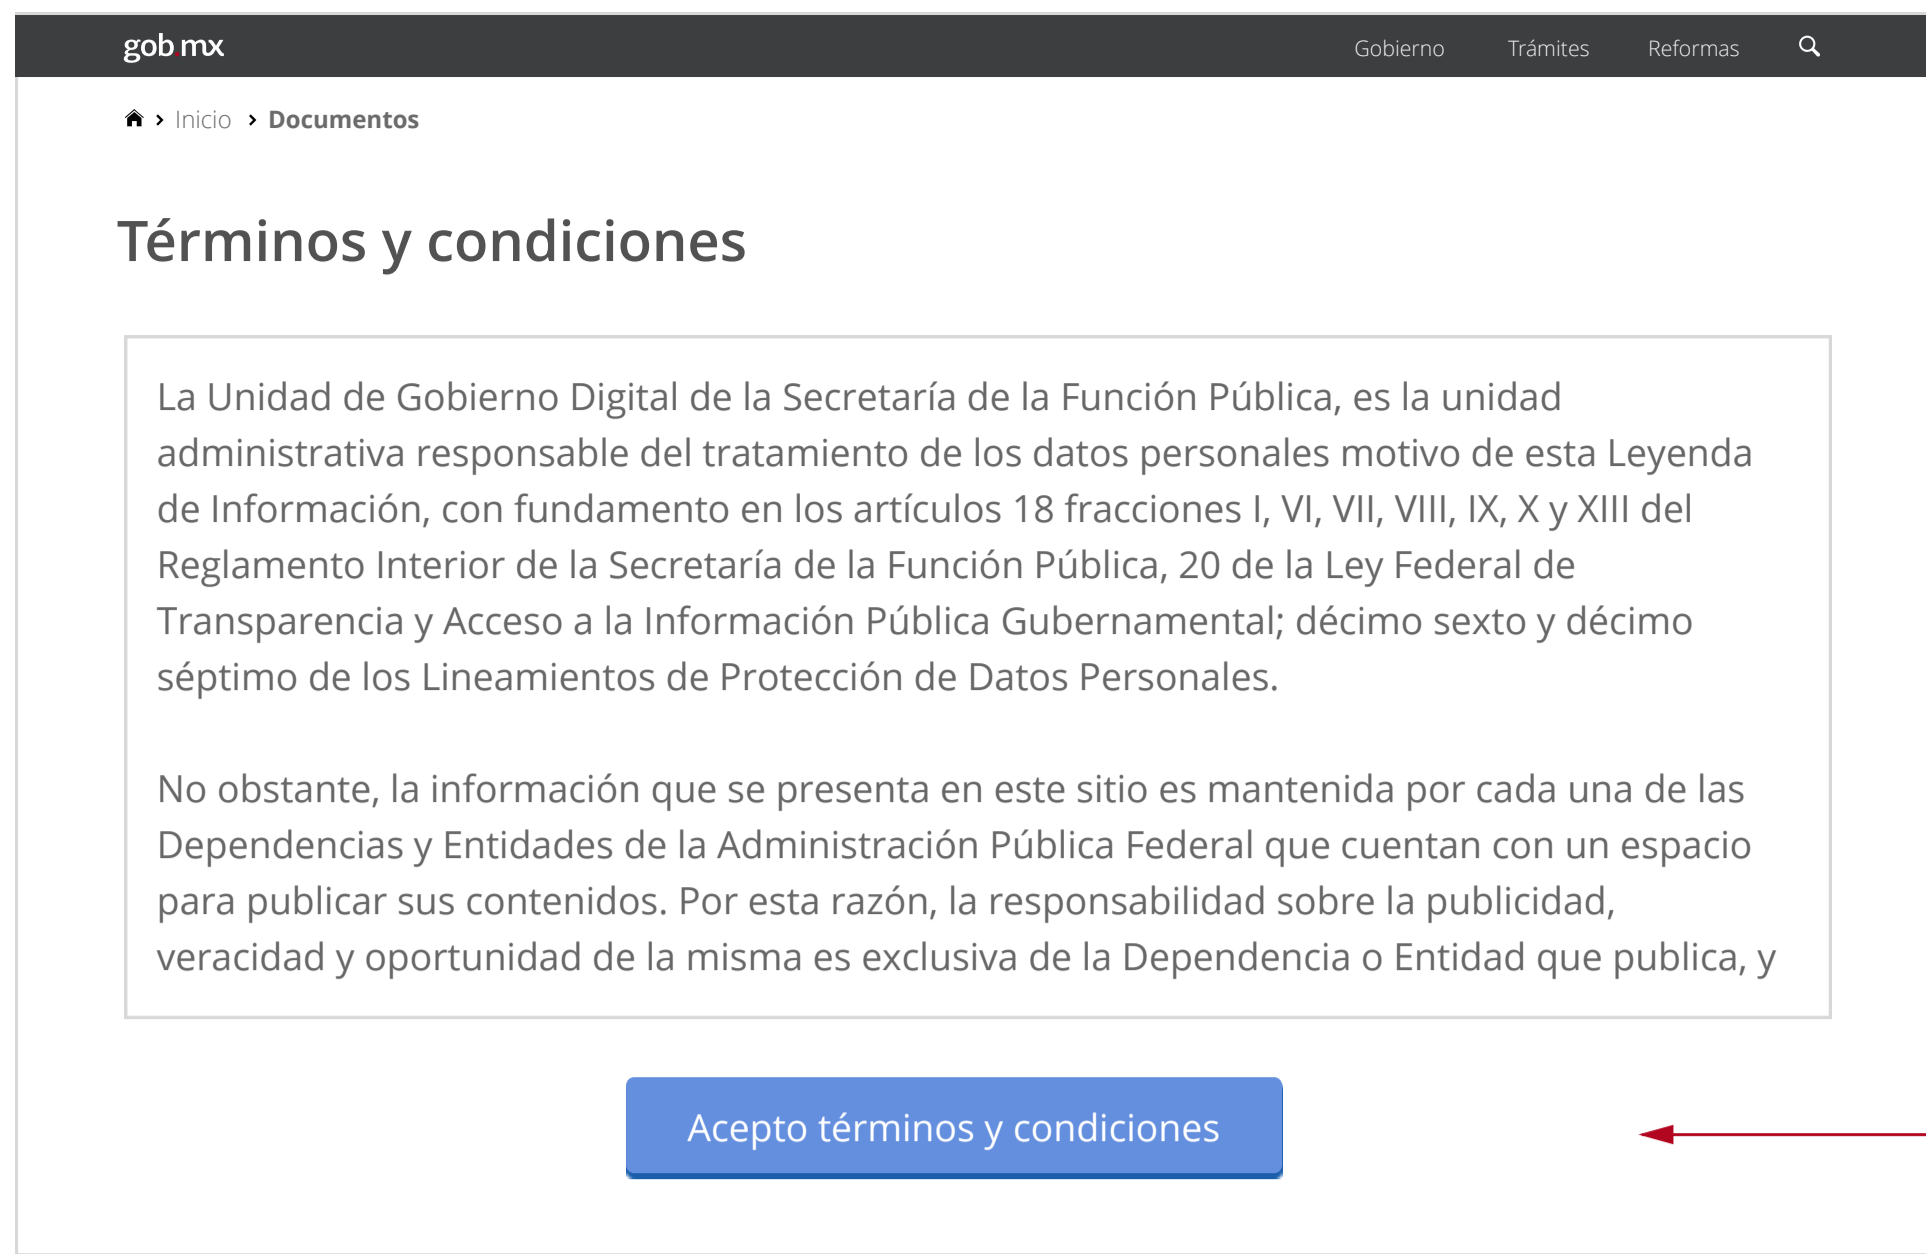 gob.mx Gobierno Trámites Reformas
Inicio > Documentos
Términos y condiciones
La Unidad de Gobierno Digital de la Secretaría de la Función Pública, es la unidad
administrativa responsable del tratamiento de los datos personales motivo de esta Leyenda
de Información, con fundamento en los artículos 18 fracciones I, VI, VII, VIII, IX, X y XIII del
Reglamento Interior de la Secretaría de la Función Pública, 20 de la Ley Federal de
Transparencia y Acceso a la Información Pública Gubernamental; décimo sexto y décimo
séptimo de los Lineamientos de Protección de Datos Personales.
No obstante, la información que se presenta en este sitio es mantenida por cada una de las
Dependencias y Entidades de la Administración Pública Federal que cuentan con un espacio
para publicar sus contenidos. Por esta razón, la responsabilidad sobre la publicidad,
veracidad y oportunidad de la misma es exclusiva de la Dependencia o Entidad que publica, y
Acepto términos y condiciones